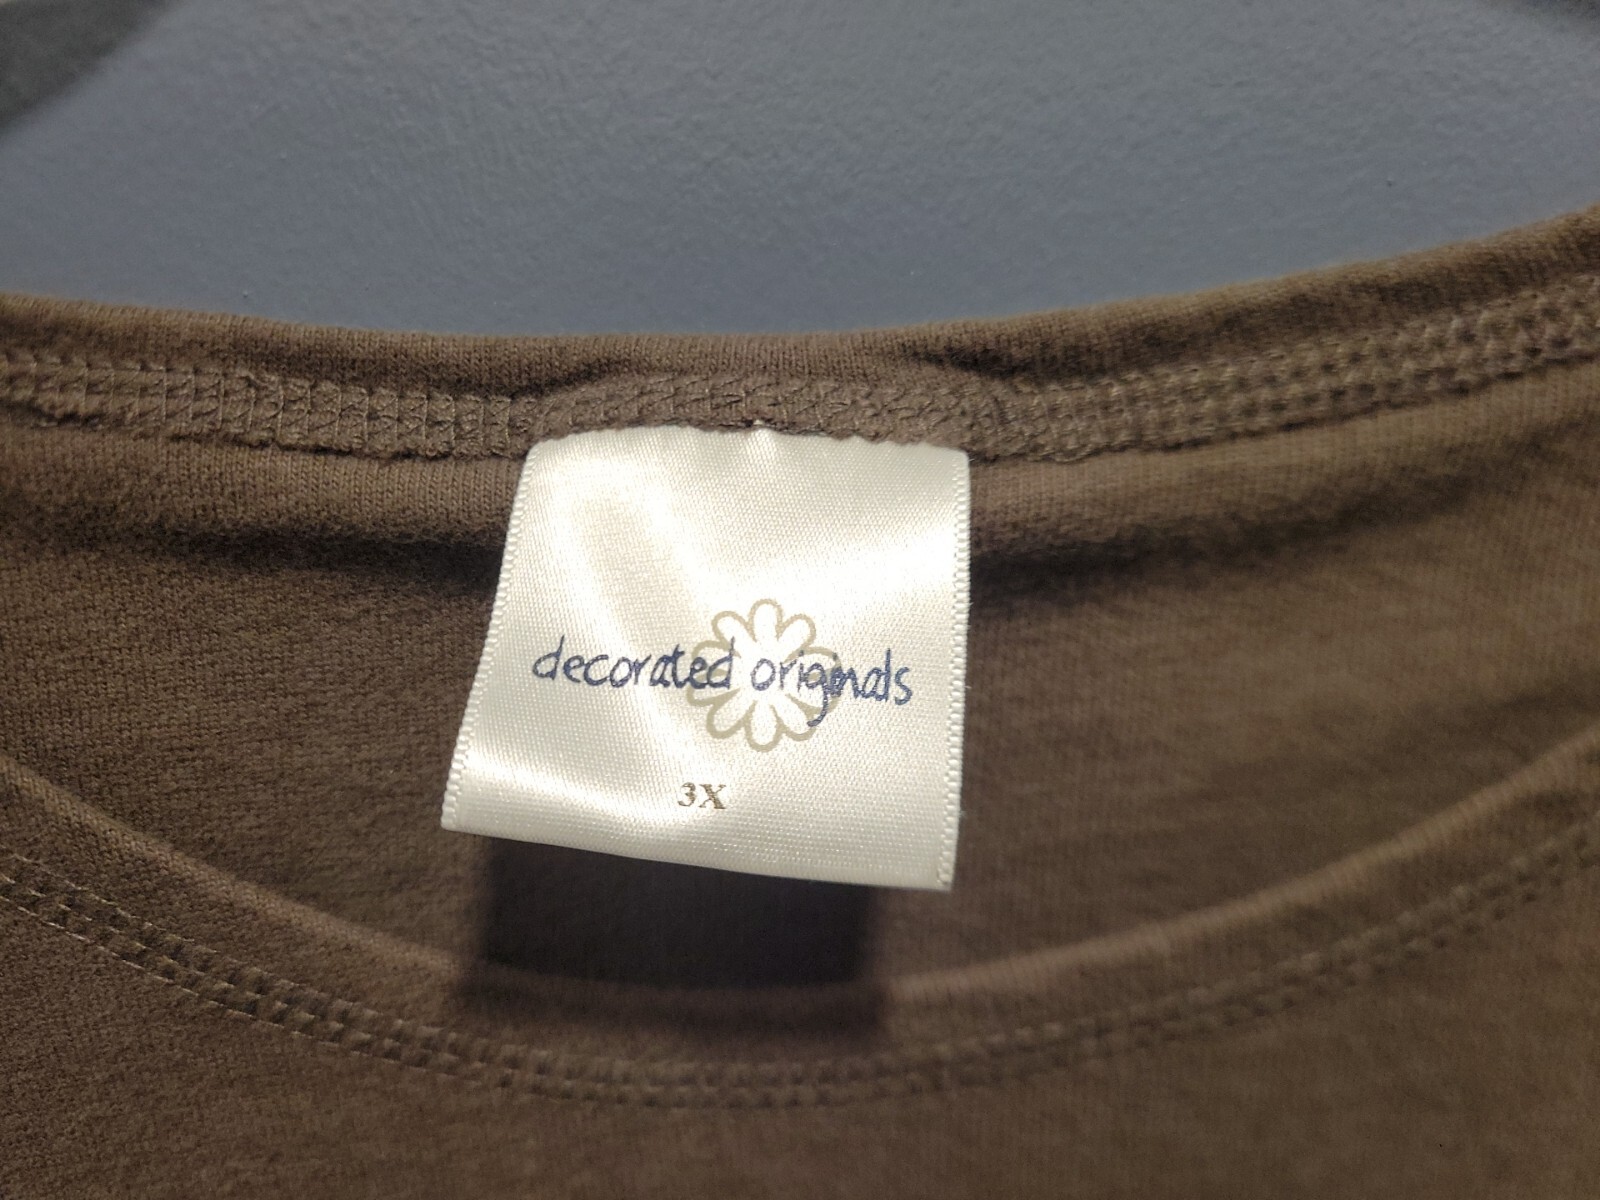 decorated originals
3X